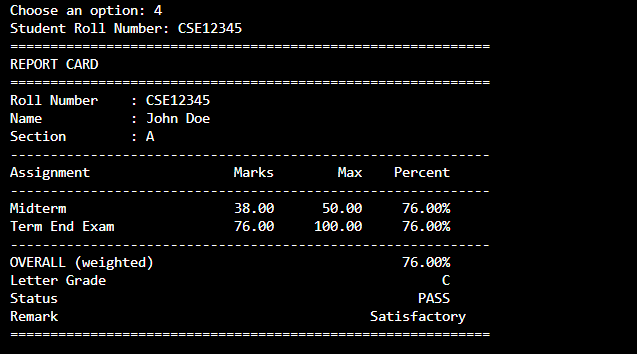 Choose an option: 4
Student Roll Number: CSE12345
============================================================
REPORT CARD
============================================================
Roll Number    : CSE12345
Name           : John Doe
Section        : A
------------------------------------------------------------
Assignment                  Marks        Max    Percent
------------------------------------------------------------
Midterm                     38.00      50.00     76.00%
Term End Exam               76.00     100.00     76.00%
------------------------------------------------------------
OVERALL (weighted)                               76.00%
Letter Grade                                          C
Status                                             PASS
Remark                                       Satisfactory
============================================================